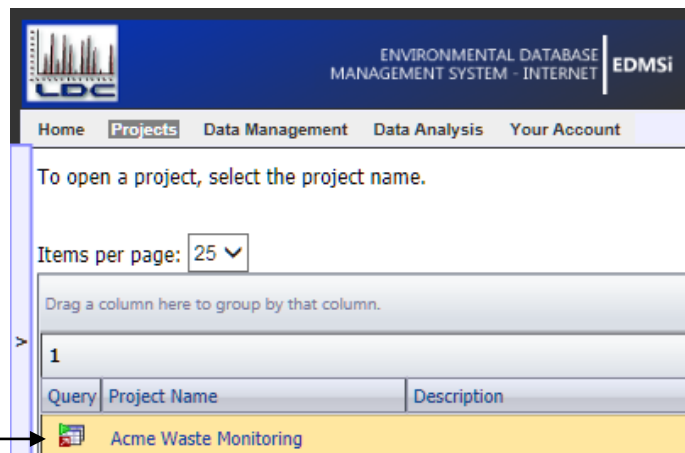 LDC
ENVIRONMENTAL DATABASE
MANAGEMENT SYSTEM - INTERNET
EDMSi
Home Projects Data Management Data Analysis Your Account
To open a project, select the project name.
Items per page: 25
Drag a column here to group by that column.
>
1
Query Project Name Description
Acme Waste Monitoring